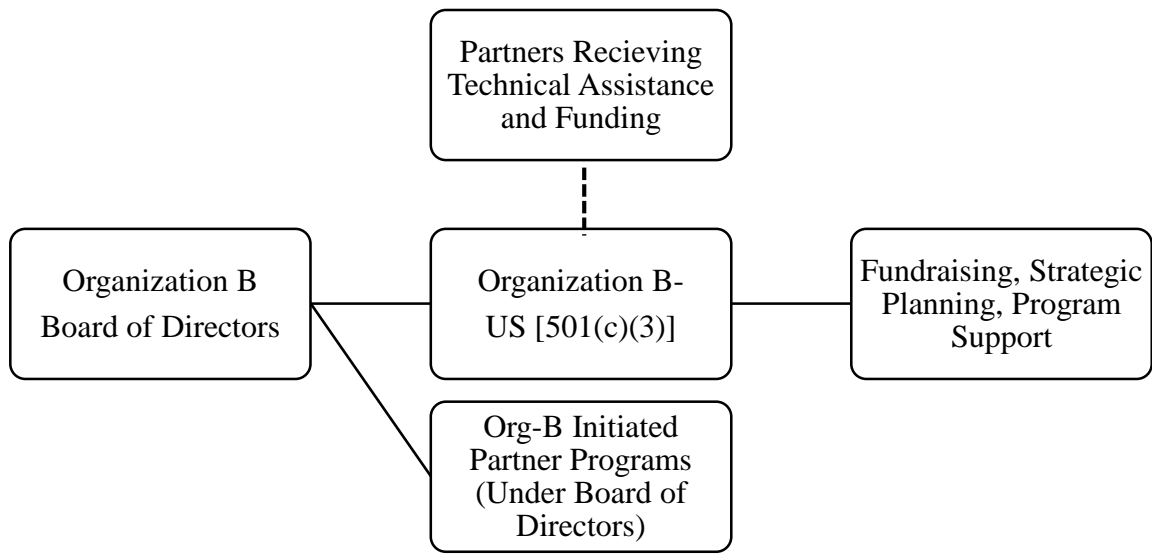 Partners Recieving
Technical Assistance
and Funding
Organization B
Board of Directors
Organization B-
US [501(c)(3)]
Fundraising, Strategic
Planning, Program
Support
Org-B Initiated
Partner Programs
(Under Board of
Directors)